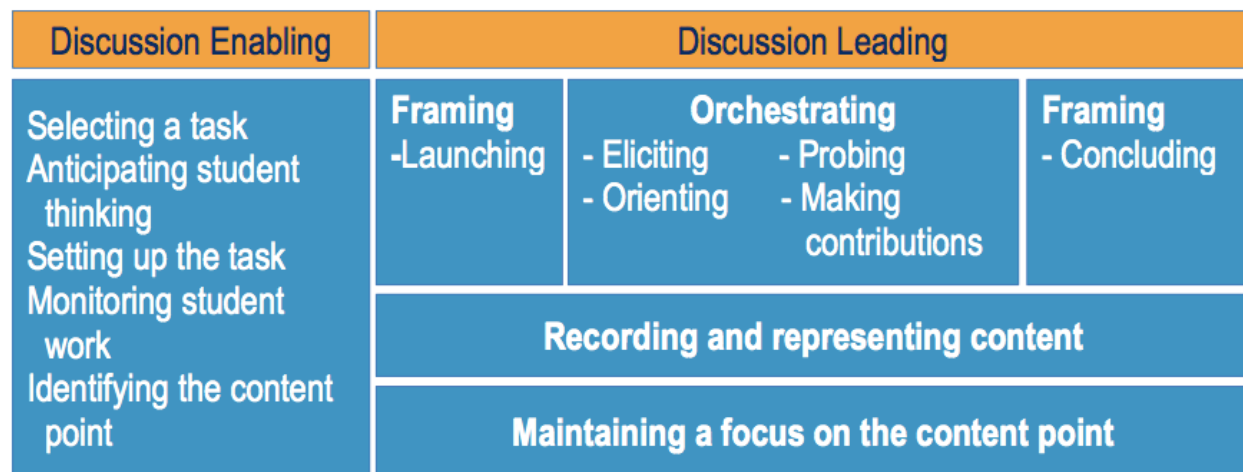 Discussion Enabling
Discussion Leading
Selecting a task
Anticipating student
thinking
Setting up the task
Monitoring student
work
Identifying the content
point
Framing
-Launching
Orchestrating
- Eliciting - Probing
- Orienting - Making
contributions
Framing
- Concluding
Recording and representing content
Maintaining a focus on the content point